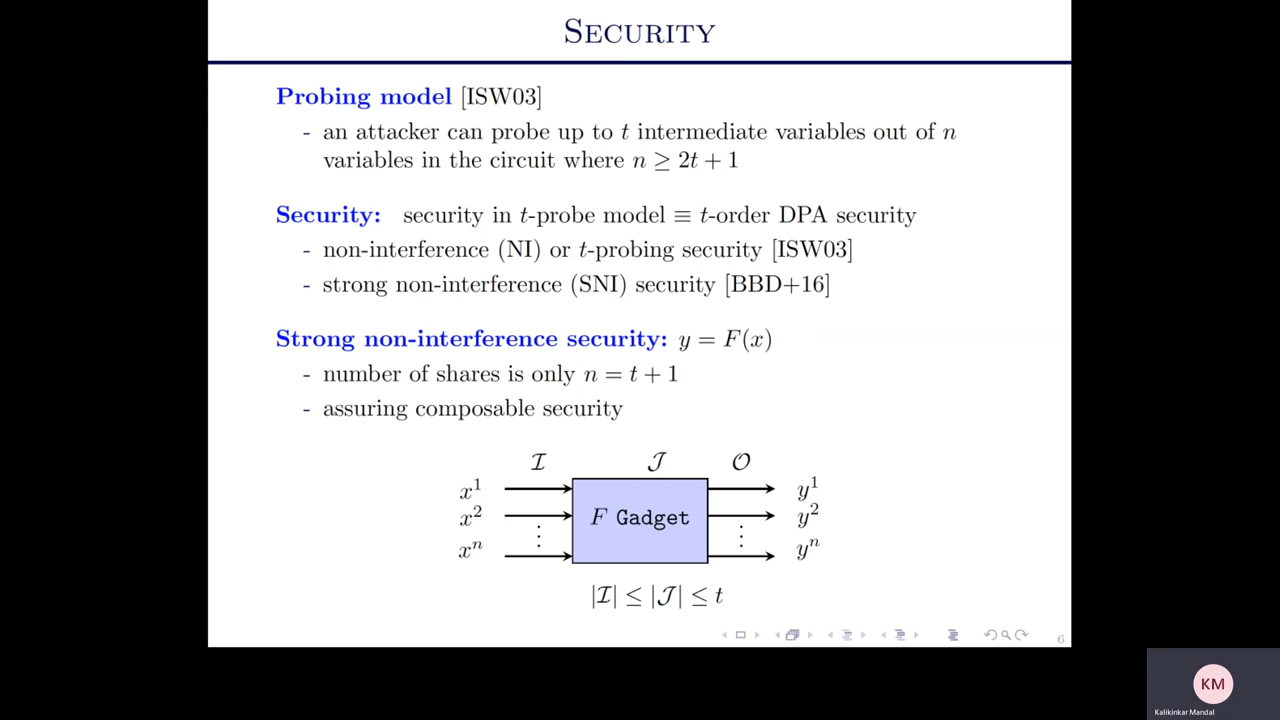 SECURITY
Probing model [ISW03]
- an attacker can probe up to t intermediate variables out of n
variables in the circuit where n ≥ 2t + 1
Security: security in t-probe model ≡ t-order DPA security
- non-interference (NI) or t-probing security [ISW03]
- strong non-interference (SNI) security [BBD+16]
Strong non-interference security: y = F(x)
- number of shares is only n = t + 1
- assuring composable security
ℐ 𝒥 𝒪
x¹ y¹
x² F Gadget y²
⋮ ⋮
xⁿ yⁿ
|ℐ| ≤ |𝒥| ≤ t
6
KM
Kalikinkar Mandal